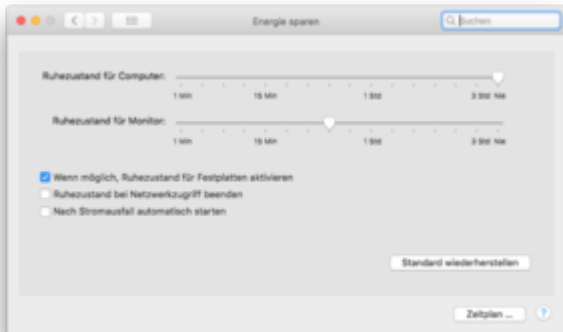 Energie sparen
Suchen
Ruhezustand für Computer:
1 Min 15 Min 1 Std 3 Std Nie
Ruhezustand für Monitor:
1 Min 15 Min 1 Std 3 Std Nie
Wenn möglich, Ruhezustand für Festplatten aktivieren
Ruhezustand bei Netzwerkzugriff beenden
Nach Stromausfall automatisch starten
Standard wiederherstellen
Zeitplan ... ?